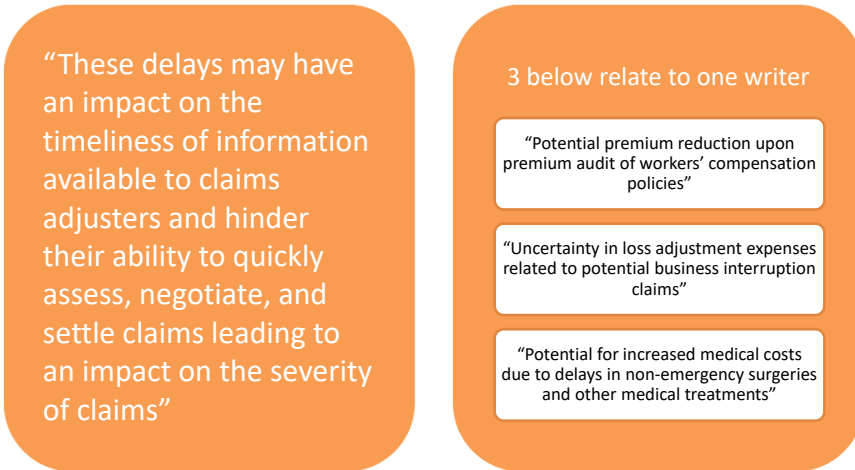 “These delays may have
an impact on the
timeliness of information
available to claims
adjusters and hinder
their ability to quickly
assess, negotiate, and
settle claims leading to
an impact on the severity
of claims”
3 below relate to one writer
“Potential premium reduction upon
premium audit of workers’ compensation
policies”
“Uncertainty in loss adjustment expenses
related to potential business interruption
claims”
“Potential for increased medical costs
due to delays in non-emergency surgeries
and other medical treatments”